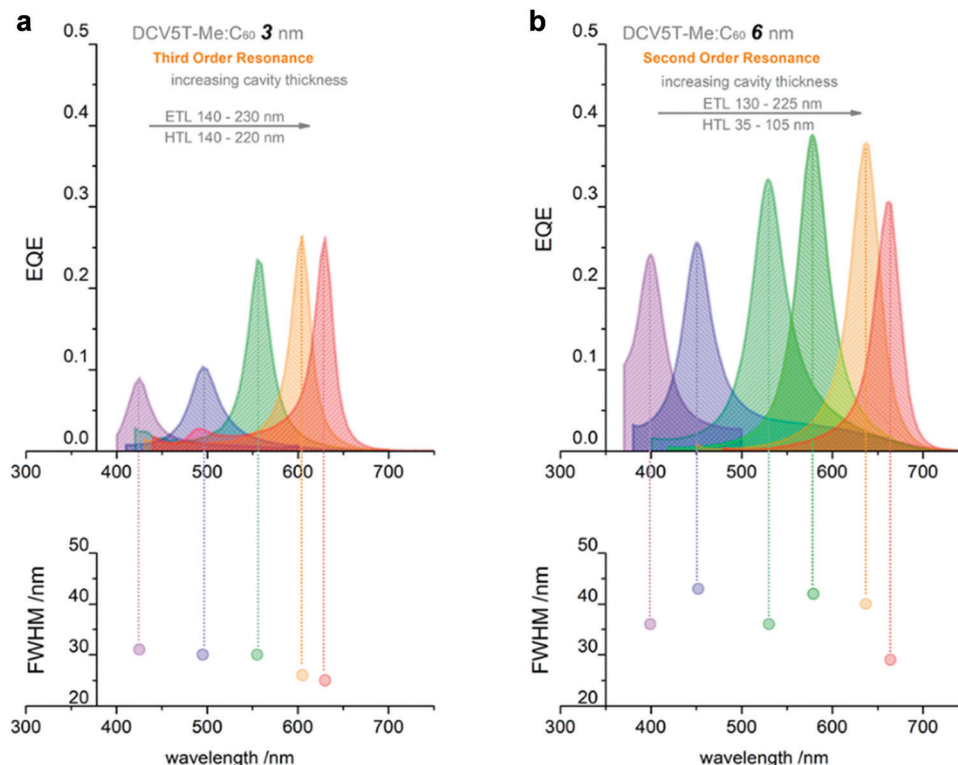 a
DCV5T-Me:C60 3 nm
Third Order Resonance
increasing cavity thickness
ETL 140 - 230 nm
HTL 140 - 220 nm
EQE
0.5
0.4
0.3
0.2
0.1
0.0
300 400 500 600 700
FWHM /nm
50
40
30
20
300 400 500 600 700
wavelength /nm
b
DCV5T-Me:C60 6 nm
Second Order Resonance
increasing cavity thickness
ETL 130 - 225 nm
HTL 35 - 105 nm
EQE
0.5
0.4
0.3
0.2
0.1
0.0
300 400 500 600 700
FWHM /nm
50
40
30
20
300 400 500 600 700
wavelength /nm